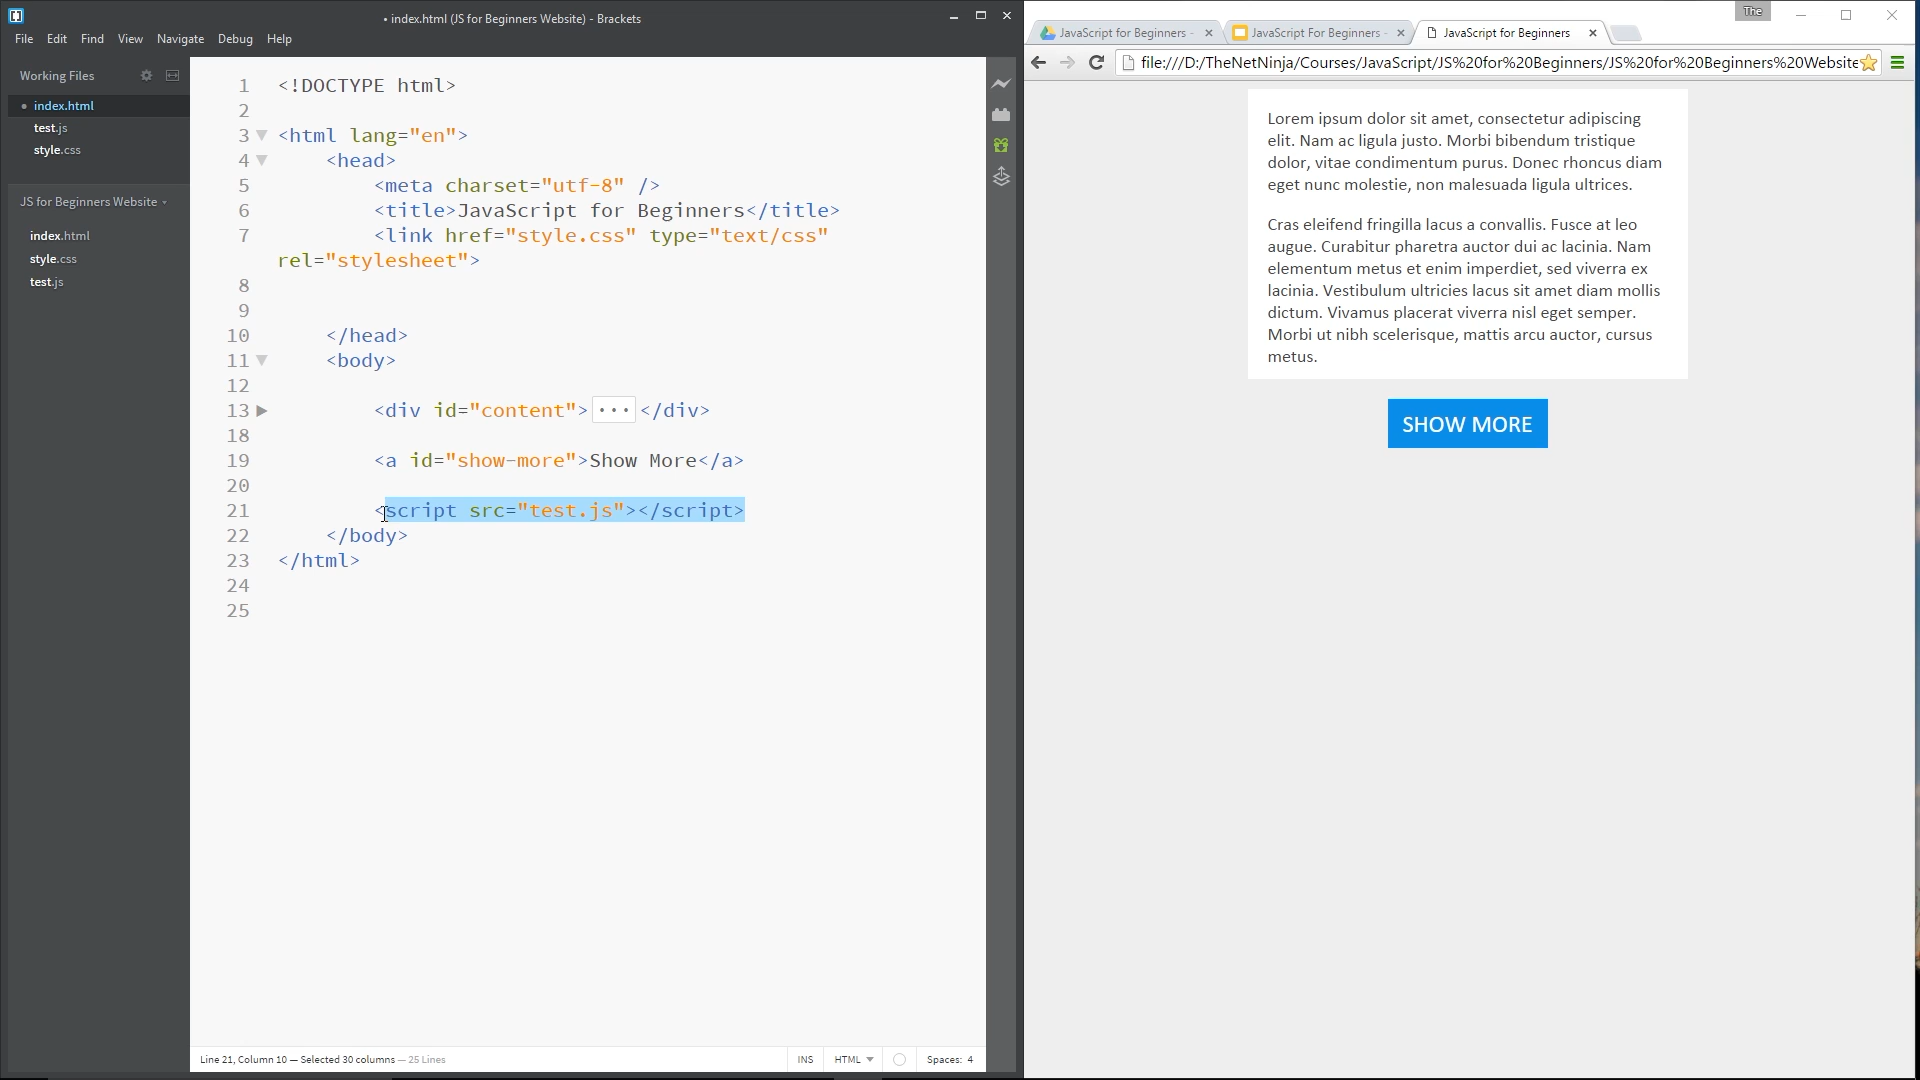 • index.html (JS for Beginners Website) - Brackets
File Edit Find View Navigate Debug Help
Working Files
• index.html
test.js
style.css
JS for Beginners Website
index.html
style.css
test.js
1 <!DOCTYPE html>
2
3 <html lang="en">
4 <head>
5 <meta charset="utf-8" />
6 <title>JavaScript for Beginners</title>
7 <link href="style.css" type="text/css"
rel="stylesheet">
8
9
10 </head>
11 <body>
12
13 <div id="content">···</div>
18
19 <a id="show-more">Show More</a>
20
21 <script src="test.js"></script>
22 </body>
23 </html>
24
25
Line 21, Column 10 — Selected 30 columns — 25 Lines
INS HTML Spaces: 4
The
JavaScript for Beginners - JavaScript For Beginners - JavaScript for Beginners
file:///D:/TheNetNinja/Courses/JavaScript/JS%20for%20Beginners/JS%20for%20Beginners%20Website
Lorem ipsum dolor sit amet, consectetur adipiscing
elit. Nam ac ligula justo. Morbi bibendum tristique
dolor, vitae condimentum purus. Donec rhoncus diam
eget nunc molestie, non malesuada ligula ultrices.
Cras eleifend fringilla lacus a convallis. Fusce at leo
augue. Curabitur pharetra auctor dui ac lacinia. Nam
elementum metus et enim imperdiet, sed viverra ex
lacinia. Vestibulum ultricies lacus sit amet diam mollis
dictum. Vivamus placerat viverra nisl eget semper.
Morbi ut nibh scelerisque, mattis arcu auctor, cursus
metus.
SHOW MORE